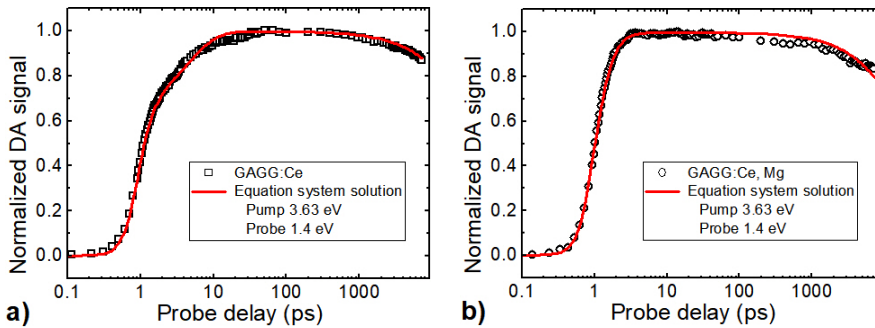 1.0
0.8
0.6
0.4
0.2
0.0
Normalized DA signal
GAGG:Ce
Equation system solution
Pump 3.63 eV
Probe 1.4 eV
0.1 1 10 100 1000
Probe delay (ps)
a)
1.0
0.8
0.6
0.4
0.2
0.0
Normalized DA signal
GAGG:Ce, Mg
Equation system solution
Pump 3.63 eV
Probe 1.4 eV
0.1 1 10 100 1000
Probe delay (ps)
b)